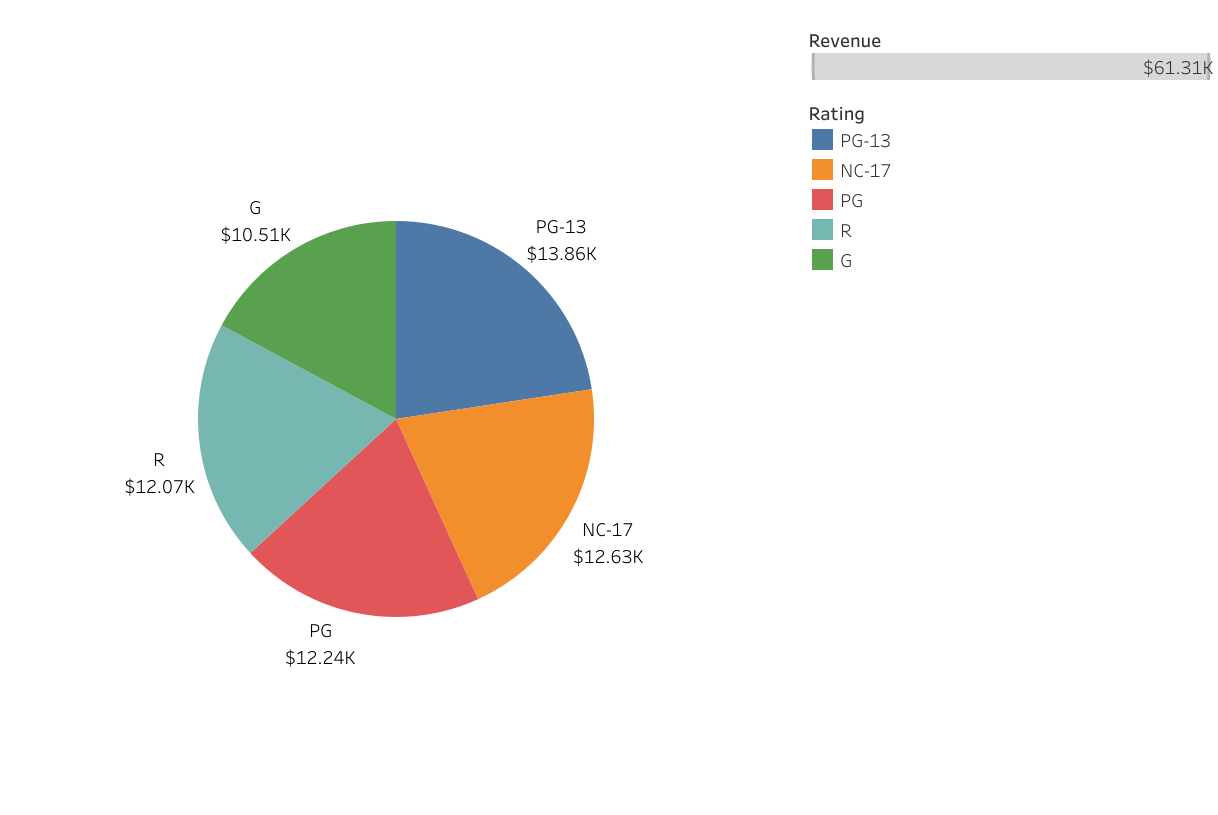 Revenue
$61.31K
Rating
PG-13
NC-17
PG
R
G
G
$10.51K
PG-13
$13.86K
R
$12.07K
NC-17
$12.63K
PG
$12.24K